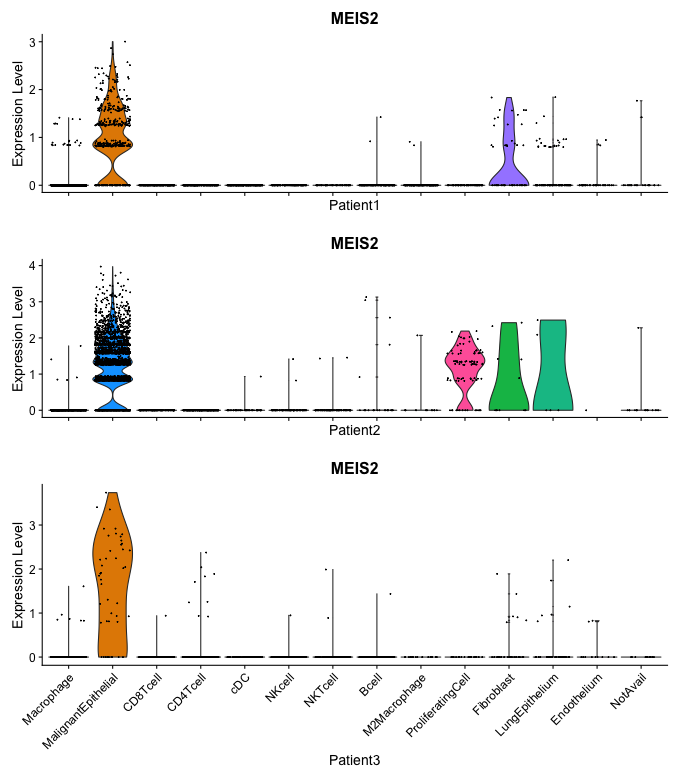 MEIS2
Expression Level
3
2
1
0
Patient1
MEIS2
Expression Level
4
3
2
1
0
Patient2
MEIS2
Expression Level
3
2
1
0
Macrophage
MalignantEpithelial
CD8Tcell
CD4Tcell
cDC
NKcell
NKTcell
Bcell
M2Macrophage
ProliferatingCell
Fibroblast
LungEpithelium
Endothelium
NotAvail
Patient3